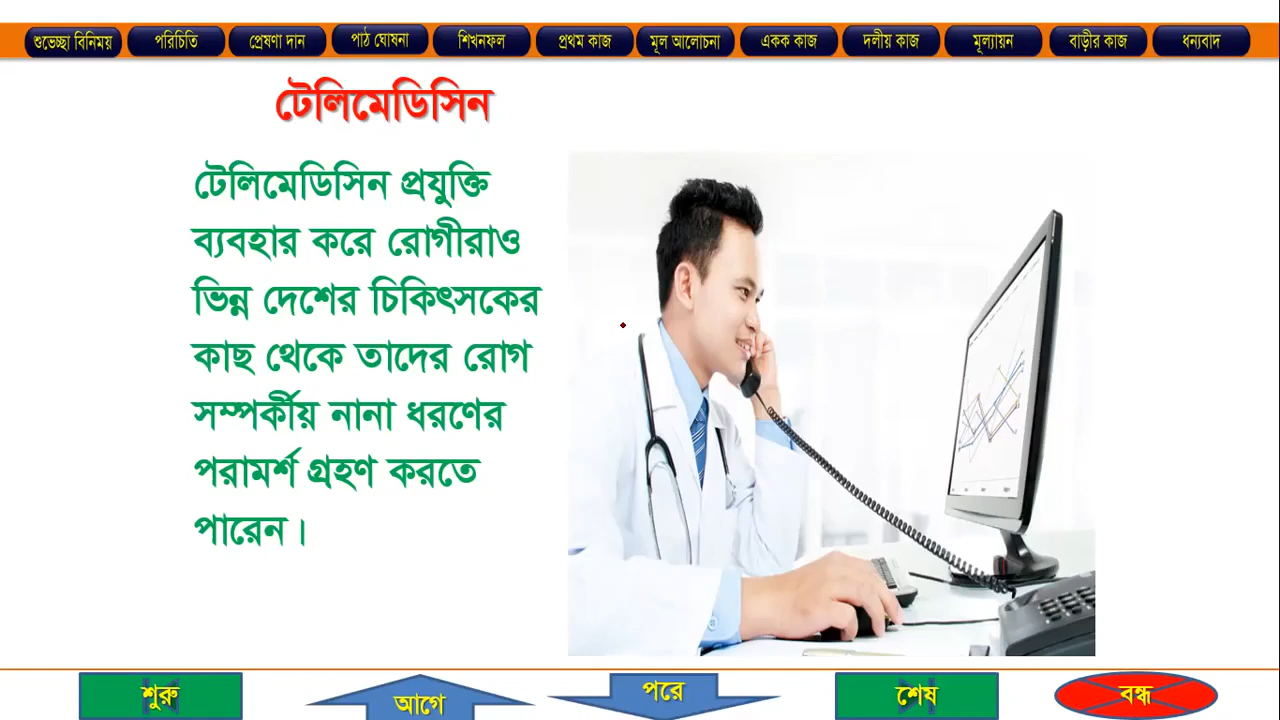 শুভেচ্ছা বিনিময় পরিচিতি প্রেষণা দান পাঠ ঘোষনা শিখনফল প্রথম কাজ মূল আলোচনা একক কাজ দলীয় কাজ মূল্যায়ন বাড়ীর কাজ ধন্যবাদ
টেলিমেডিসিন
টেলিমেডিসিন প্রযুক্তি
ব্যবহার করে রোগীরাও
ভিন্ন দেশের চিকিৎসকের
কাছ থেকে তাদের রোগ
সম্পর্কীয় নানা ধরণের
পরামর্শ গ্রহণ করতে
পারেন।
শুরু আগে পরে শেষ বন্ধ